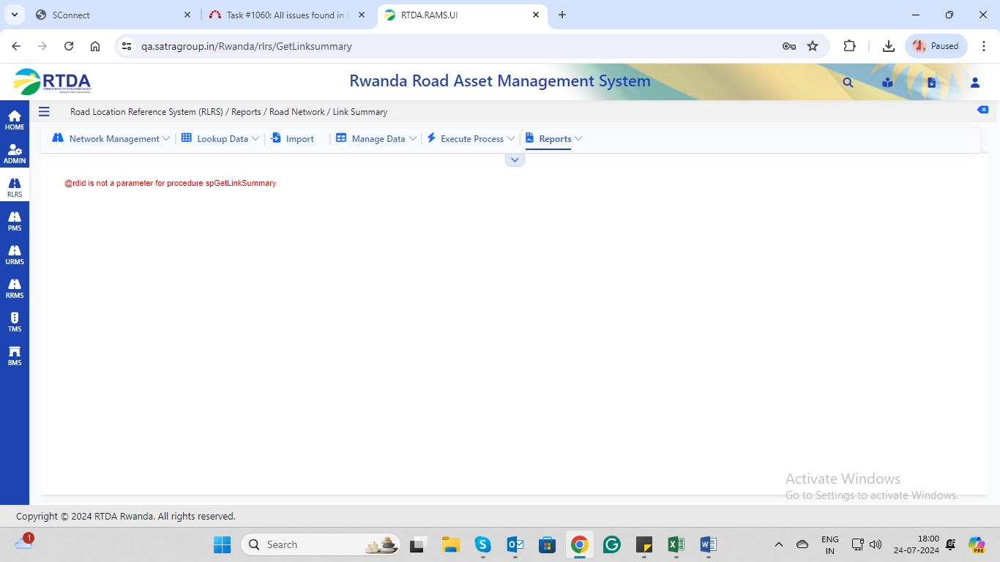 SConnect
Task #1060: All issues found in E
RTDA.RAMS.UI
qa.satragroup.in/Rwanda/rlrs/GetLinksummary
Paused
RTDA
Rwanda Road Asset Management System
HOME
ADMIN
RLRS
PMS
URMS
RRMS
TMS
BMS
Road Location Reference System (RLRS) / Reports / Road Network / Link Summary
Network Management
Lookup Data
Import
Manage Data
Execute Process
Reports
@rdid is not a parameter for procedure spGetLinkSummary.
Activate Windows
Go to Settings to activate Windows.
Copyright © 2024 RTDA Rwanda. All rights reserved.
1
Search
ENG
IN
18:00
24-07-2024
PRE